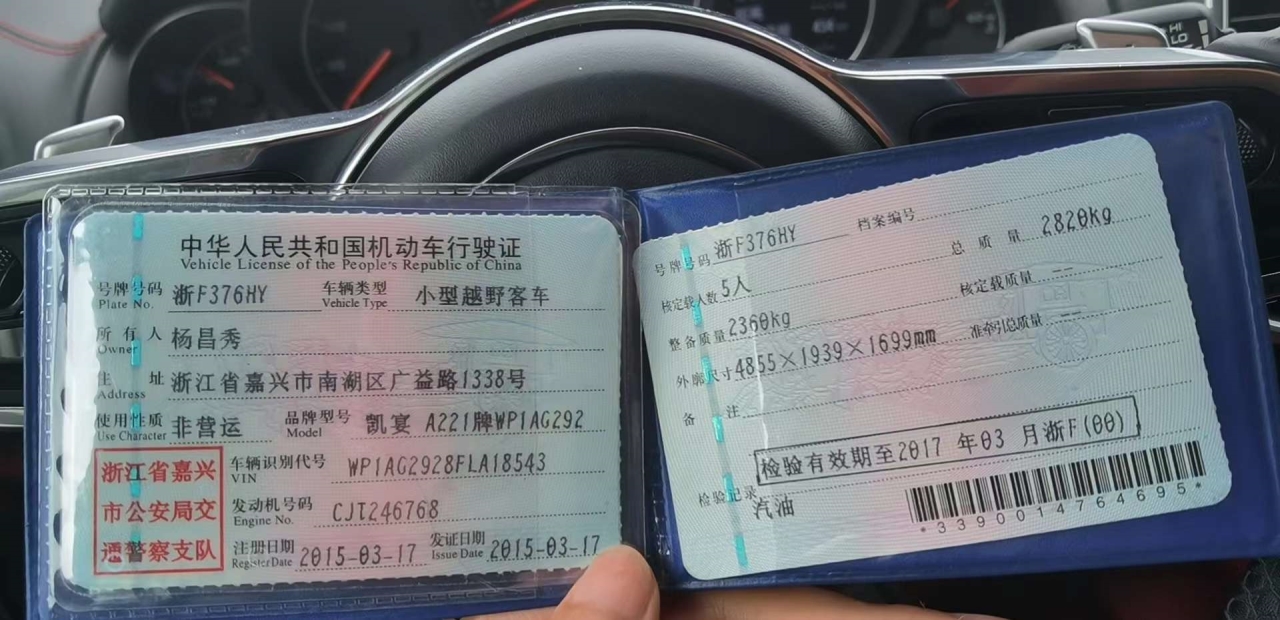 中华人民共和国机动车行驶证
Vehicle License of the People's Republic of China
号牌号码 浙F376HY 车辆类型 小型越野客车
Plate No. Vehicle Type
所有人 杨昌秀
Owner
住址 浙江省嘉兴市南湖区广益路1338号
Address
使用性质 非营运 品牌型号 凯宴 A221牌WP1AG292
Use Character Model
浙江省嘉兴
市公安局交
通警察支队
车辆识别代号 WP1AG2928FLA18543
VIN
发动机号码 CJT246768
Engine No.
注册日期 2015-03-17 发证日期 2015-03-17
Register Date Issue Date
号牌号码 浙F376HY 档案编号
核定载人数 5人 总质量 2820kg
整备质量 2360kg 核定载质量 --
外廓尺寸 4855×1939×1699mm 准牵引总质量 --
备注
检验有效期至2017 年03 月浙F(00)
检验记录
汽油
*3390014764695*
HI
LO